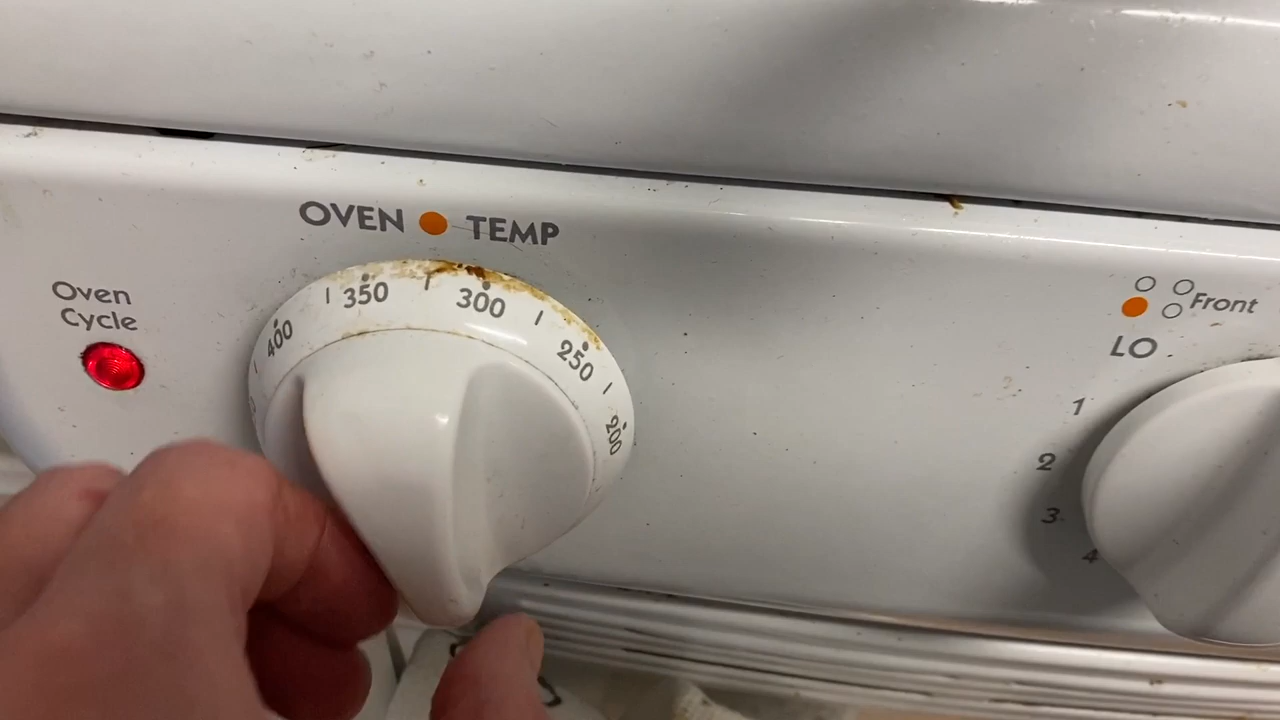 OVEN TEMP
Oven
Cycle
400 350 300 250 200
Front
LO
1
2
3
4